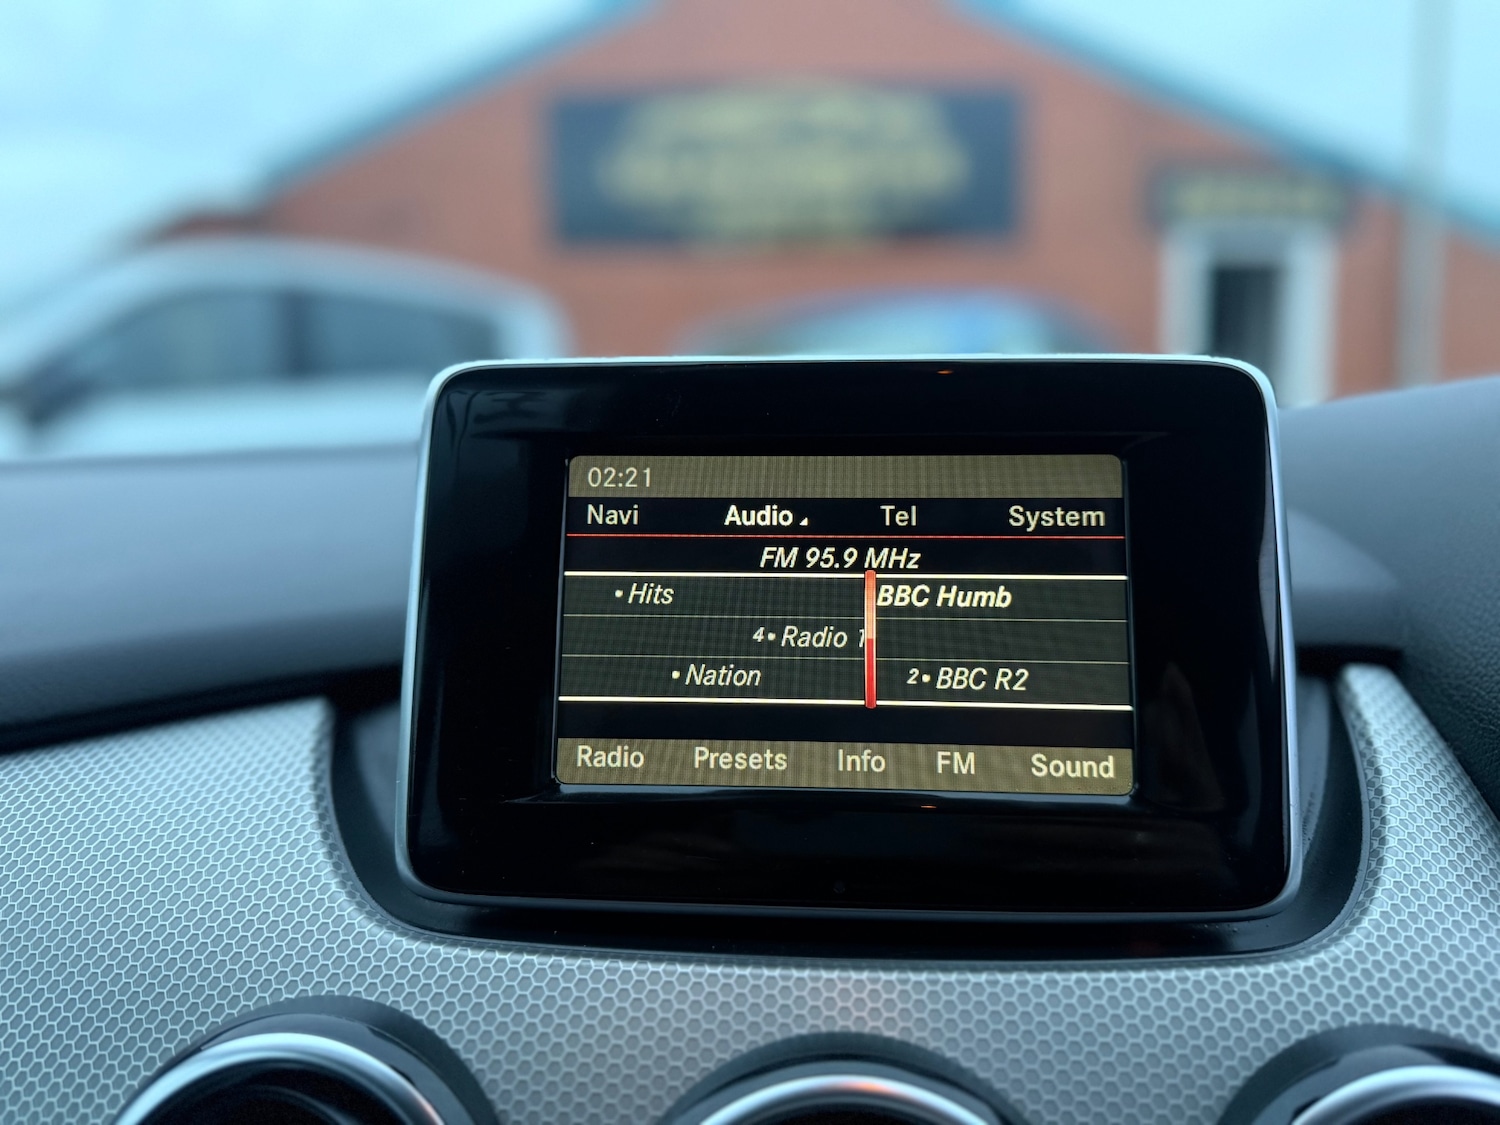 02:21
Navi Audio Tel System
FM 95.9 MHz
•Hits BBC Humb
4•Radio 1
•Nation 2•BBC R2
Radio Presets Info FM Sound